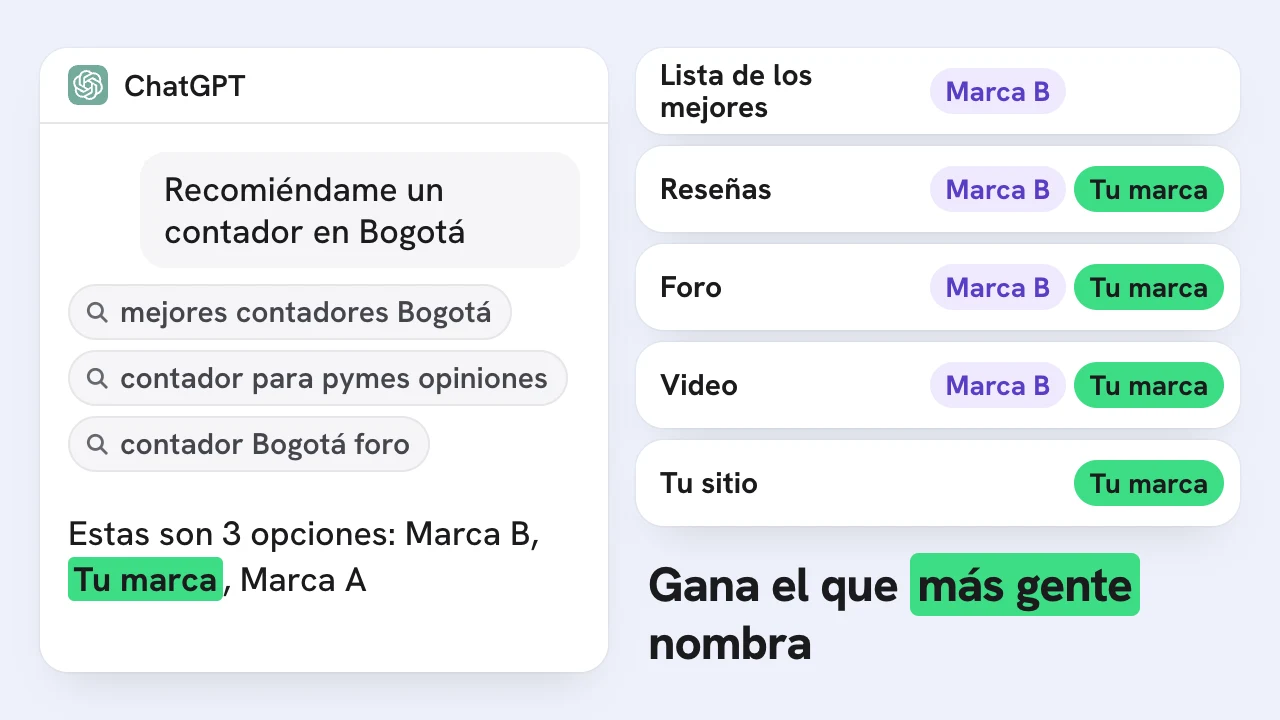 ChatGPT
Recomiéndame un
contador en Bogotá
mejores contadores Bogotá
contador para pymes opiniones
contador Bogotá foro
Estas son 3 opciones: Marca B,
Tu marca, Marca A
Lista de los
mejores
Marca B
Reseñas
Marca B
Tu marca
Foro
Marca B
Tu marca
Video
Marca B
Tu marca
Tu sitio
Tu marca
Gana el que más gente
nombra